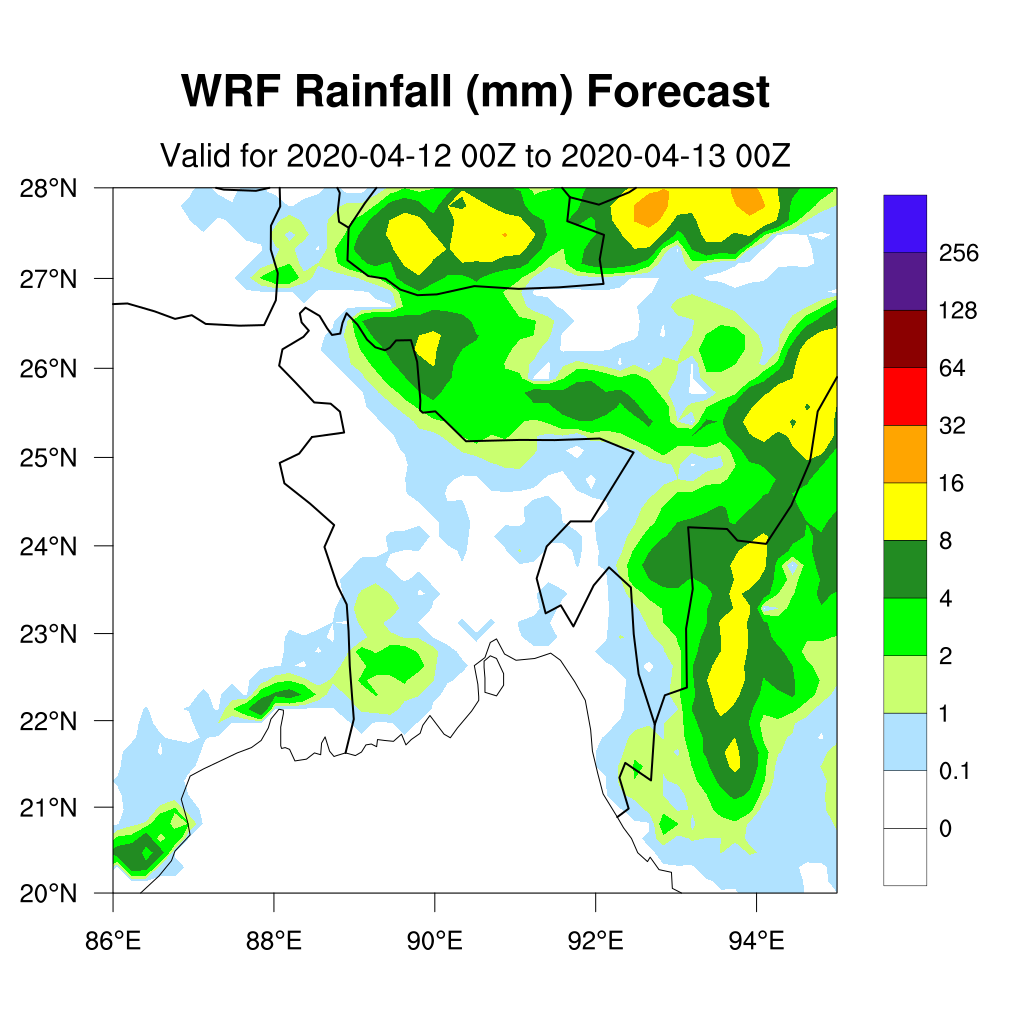 WRF Rainfall (mm) Forecast
Valid for 2020-04-12 00Z to 2020-04-13 00Z
28°N
27°N
26°N
25°N
24°N
23°N
22°N
21°N
20°N
86°E
88°E
90°E
92°E
94°E
256
128
64
32
16
8
4
2
1
0.1
0